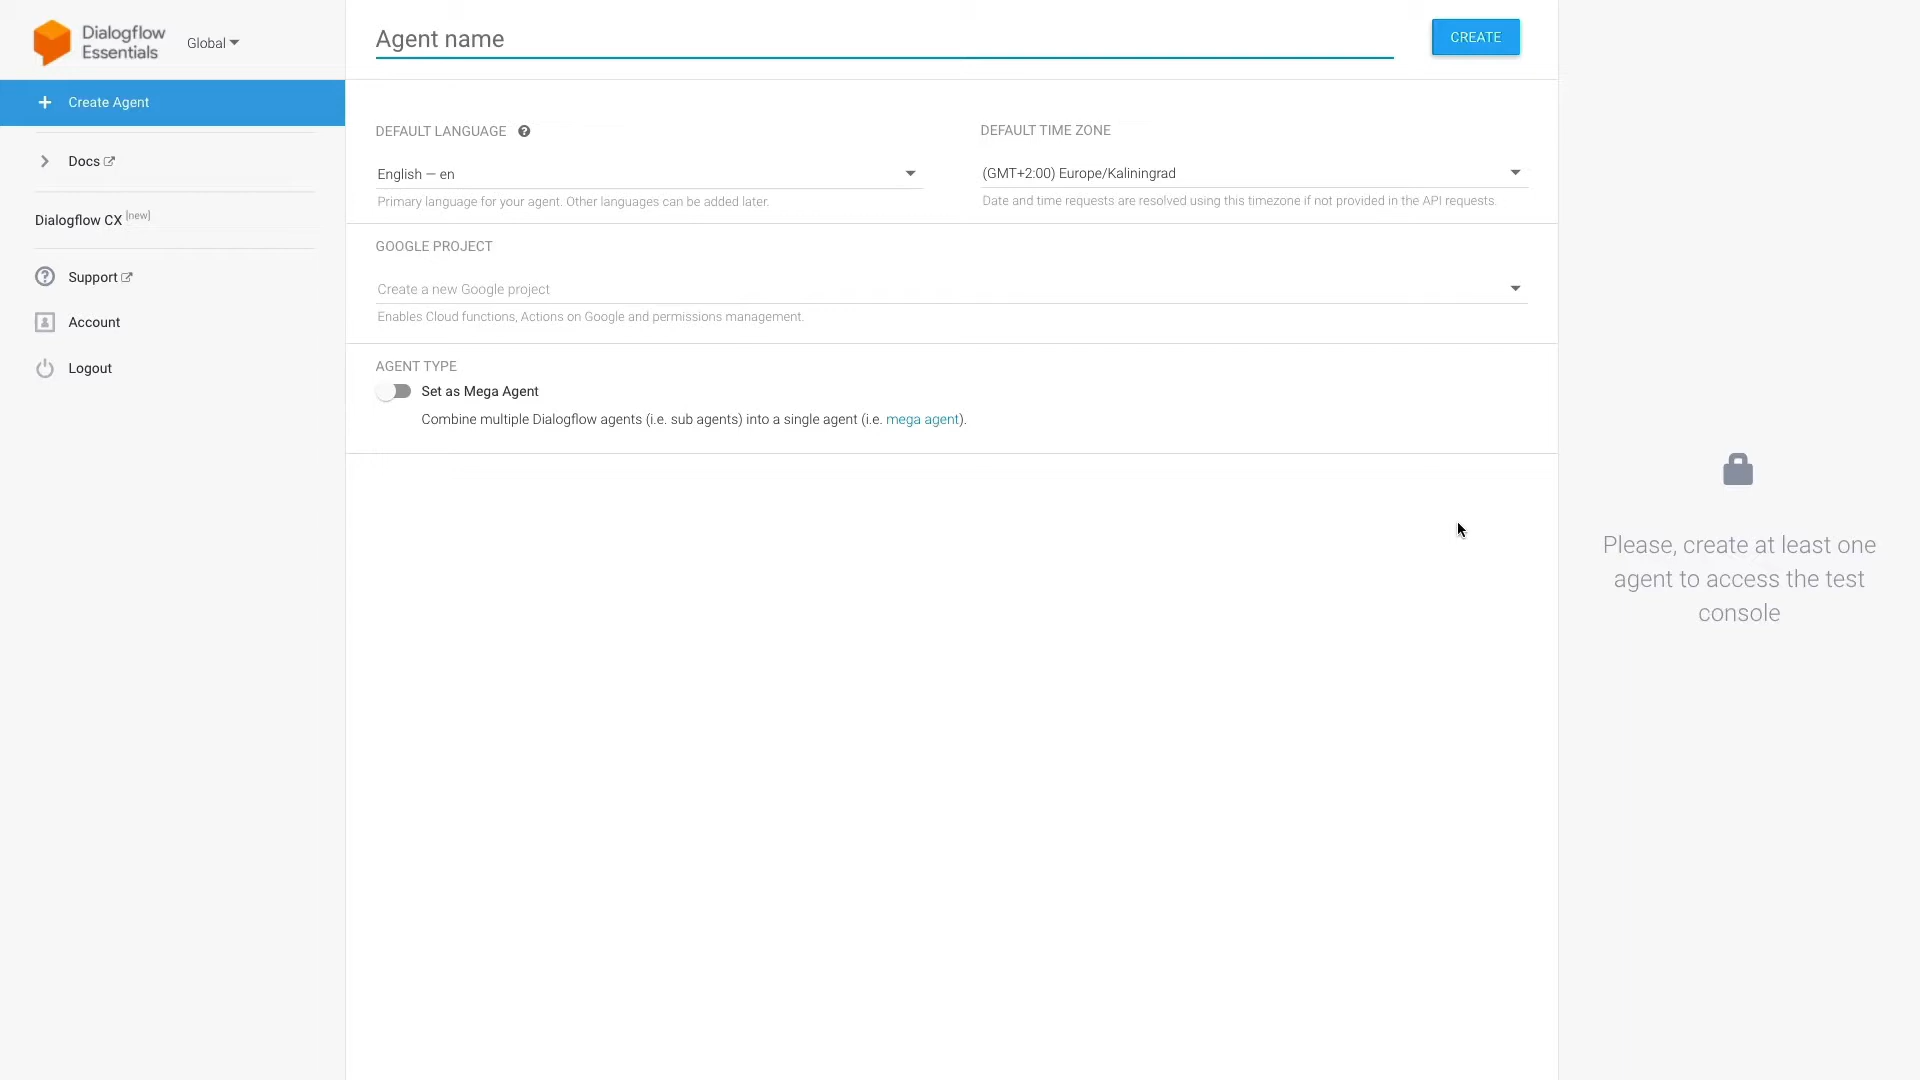 Dialogflow
Essentials
Global
Agent name
CREATE
Create Agent
Docs
Dialogflow CX [new]
Support
Account
Logout
DEFAULT LANGUAGE
English — en
Primary language for your agent. Other languages can be added later.
DEFAULT TIME ZONE
(GMT+2:00) Europe/Kaliningrad
Date and time requests are resolved using this timezone if not provided in the API requests.
GOOGLE PROJECT
Create a new Google project
Enables Cloud functions, Actions on Google and permissions management.
AGENT TYPE
Set as Mega Agent
Combine multiple Dialogflow agents (i.e. sub agents) into a single agent (i.e. mega agent).
Please, create at least one
agent to access the test
console